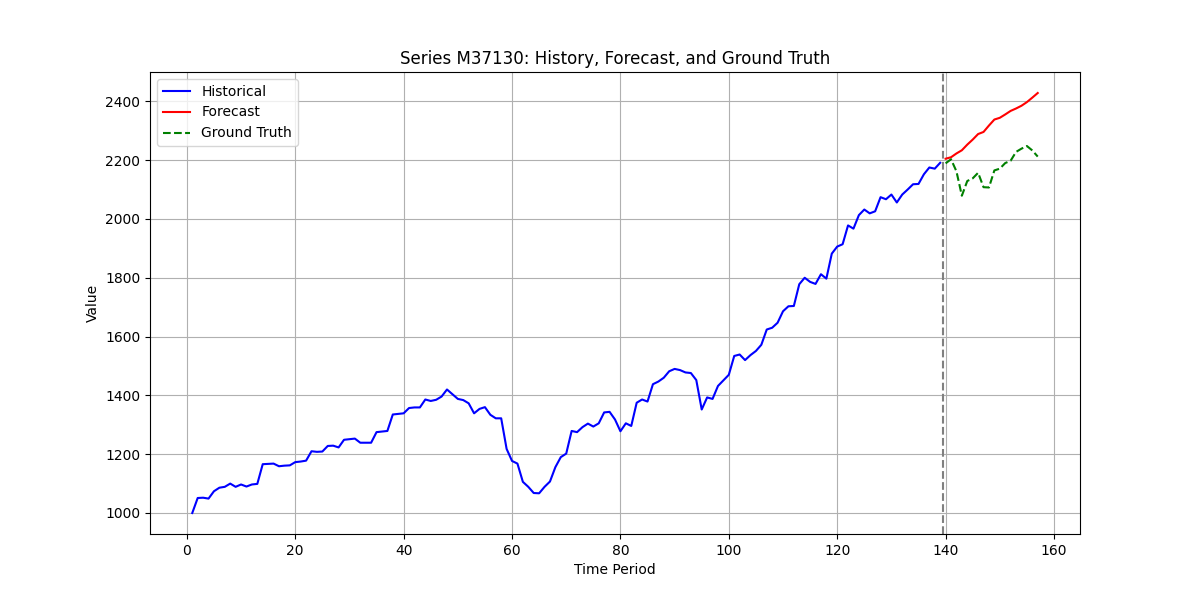 Series M37130: History, Forecast, and Ground Truth
Historical
Forecast
Ground Truth
2400
2200
2000
1800
1600
1400
1200
1000
Value
0 20 40 60 80 100 120 140 160
Time Period